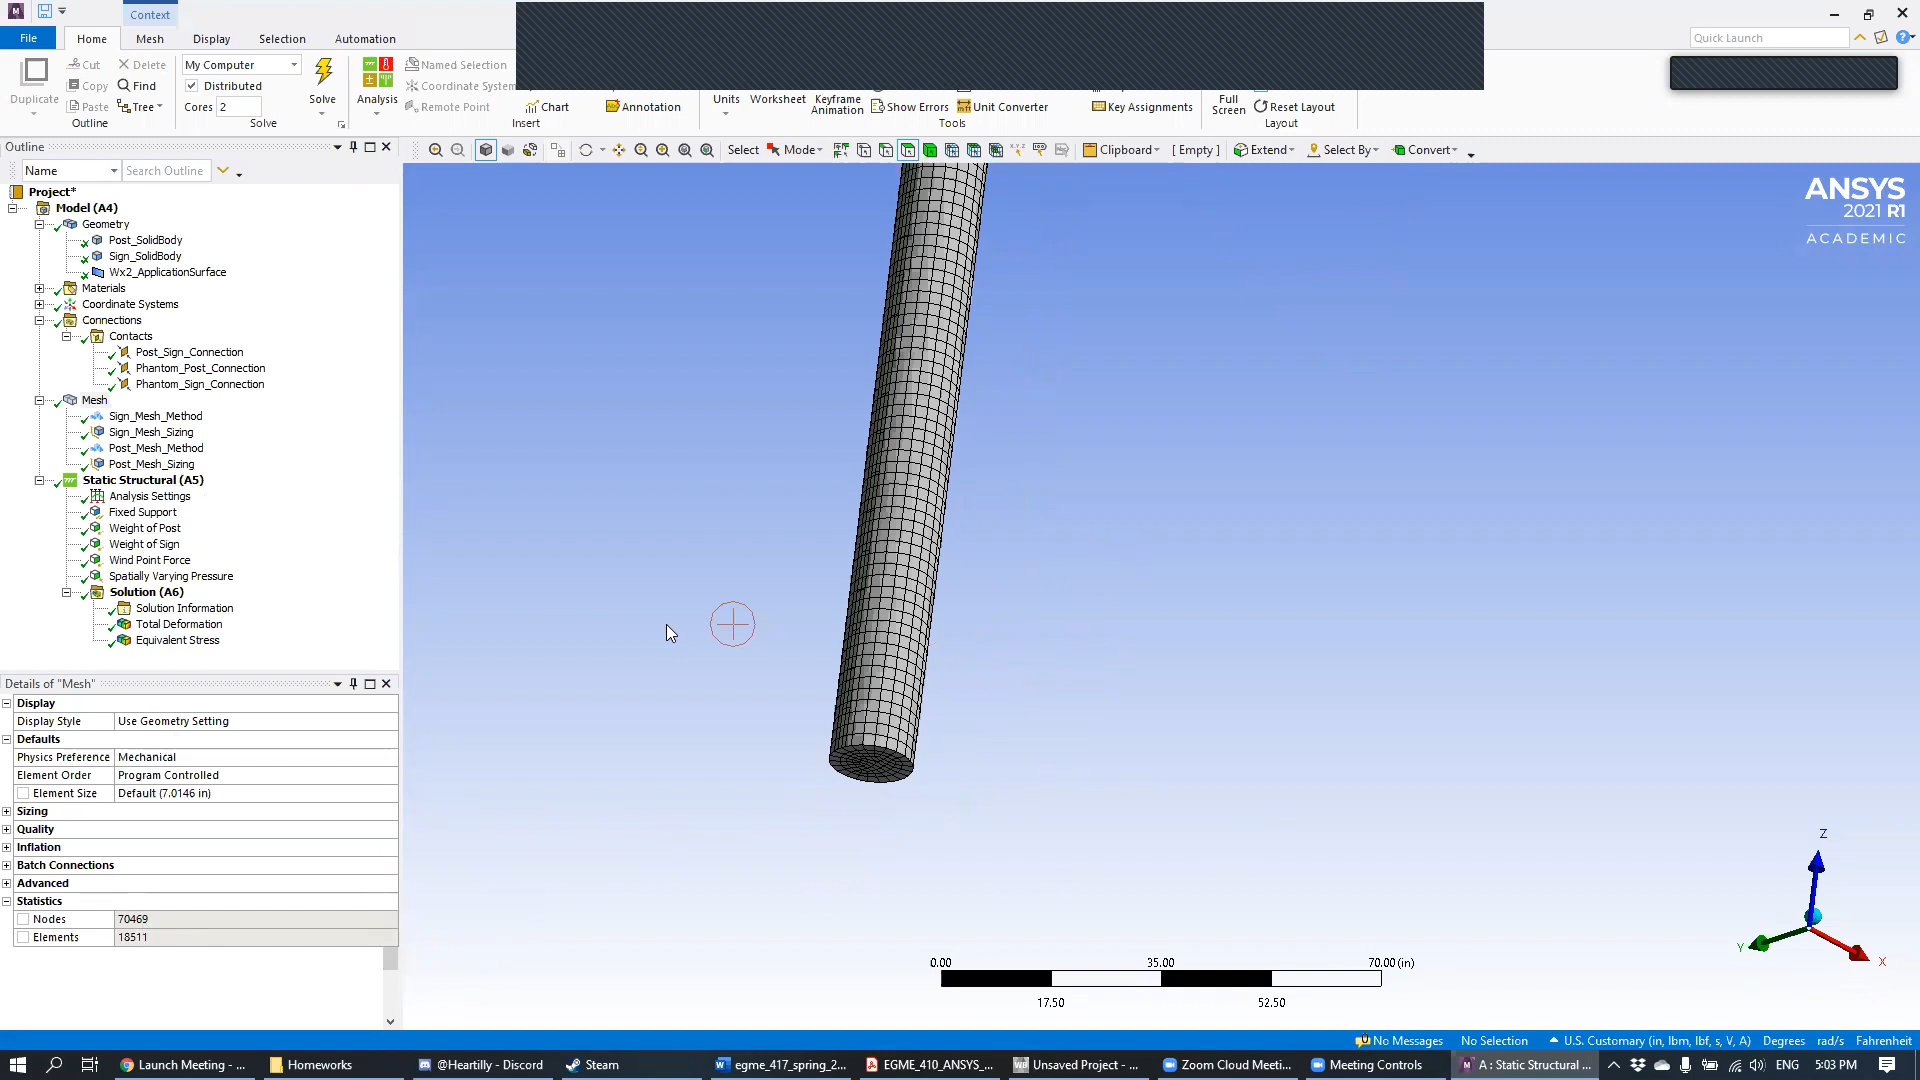 Context
File Home Mesh Display Selection Automation
Quick Launch
Duplicate Cut Copy Paste Delete Find Tree
Outline
My Computer
Distributed
Cores 2
Solve
Solve
Analysis
Named Selection
Coordinate System
Remote Point
Chart
Annotation
Insert
Units Worksheet Keyframe Animation Show Errors Unit Converter Key Assignments
Tools
Full Screen Reset Layout
Layout
Outline
Name Search Outline
Select Mode Clipboard [ Empty ] Extend Select By Convert
Project*
Model (A4)
Geometry
Post_SolidBody
Sign_SolidBody
Wx2_ApplicationSurface
Materials
Coordinate Systems
Connections
Contacts
Post_Sign_Connection
Phantom_Post_Connection
Phantom_Sign_Connection
Mesh
Sign_Mesh_Method
Sign_Mesh_Sizing
Post_Mesh_Method
Post_Mesh_Sizing
Static Structural (A5)
Analysis Settings
Fixed Support
Weight of Post
Weight of Sign
Wind Point Force
Spatially Varying Pressure
Solution (A6)
Solution Information
Total Deformation
Equivalent Stress
Details of "Mesh"
Display
Display Style Use Geometry Setting
Defaults
Physics Preference Mechanical
Element Order Program Controlled
Element Size Default (7.0146 in)
Sizing
Quality
Inflation
Batch Connections
Advanced
Statistics
Nodes 70469
Elements 18511
ANSYS
2021 R1
ACADEMIC
Z
Y
X
0.00 35.00 70.00 (in)
17.50 52.50
No Messages No Selection U.S. Customary (in, lbm, lbf, s, V, A) Degrees rad/s Fahrenheit
Launch Meeting - ... Homeworks @Heartilly - Discord Steam egme_417_spring_2... EGME_410_ANSYS_... Unsaved Project - ... Zoom Cloud Meeti... Meeting Controls A : Static Structural ... ENG 5:03 PM